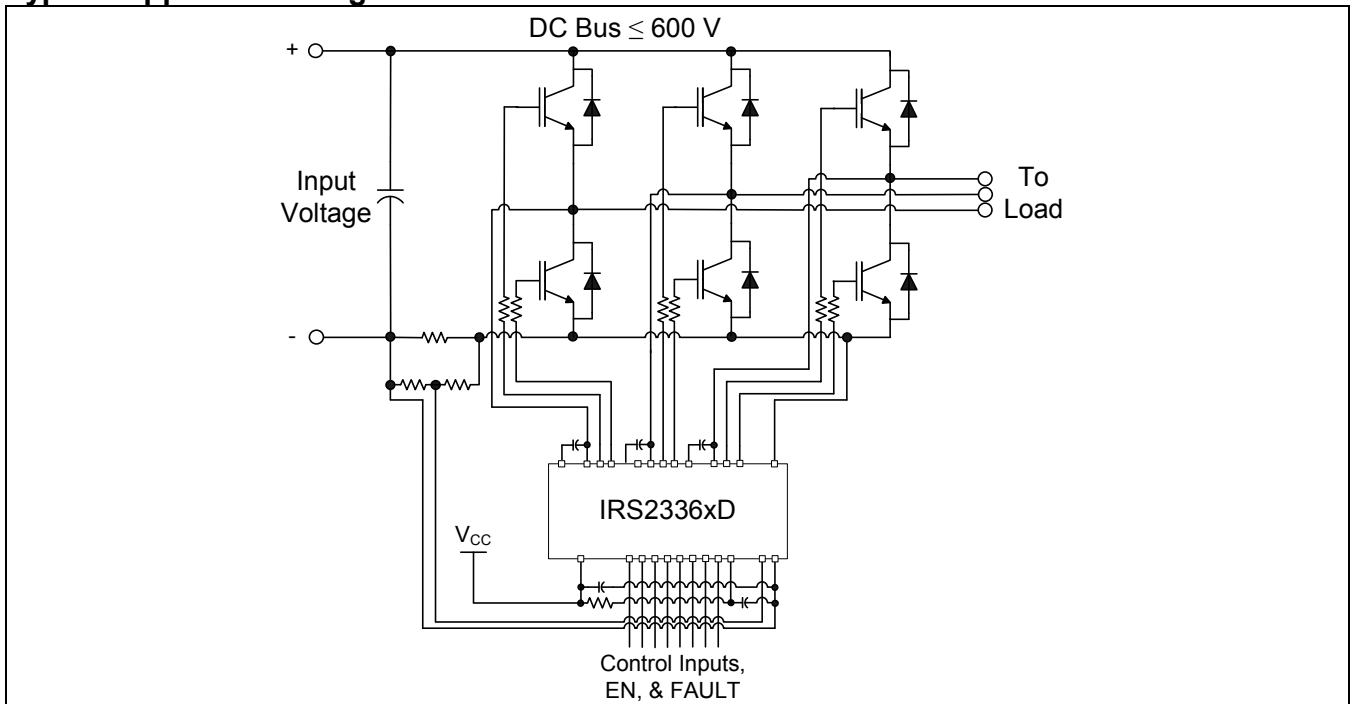 DC Bus ≤ 600 V
+
Input
Voltage
To
Load
-
IRS2336xD
VCC
Control Inputs,
EN, & FAULT